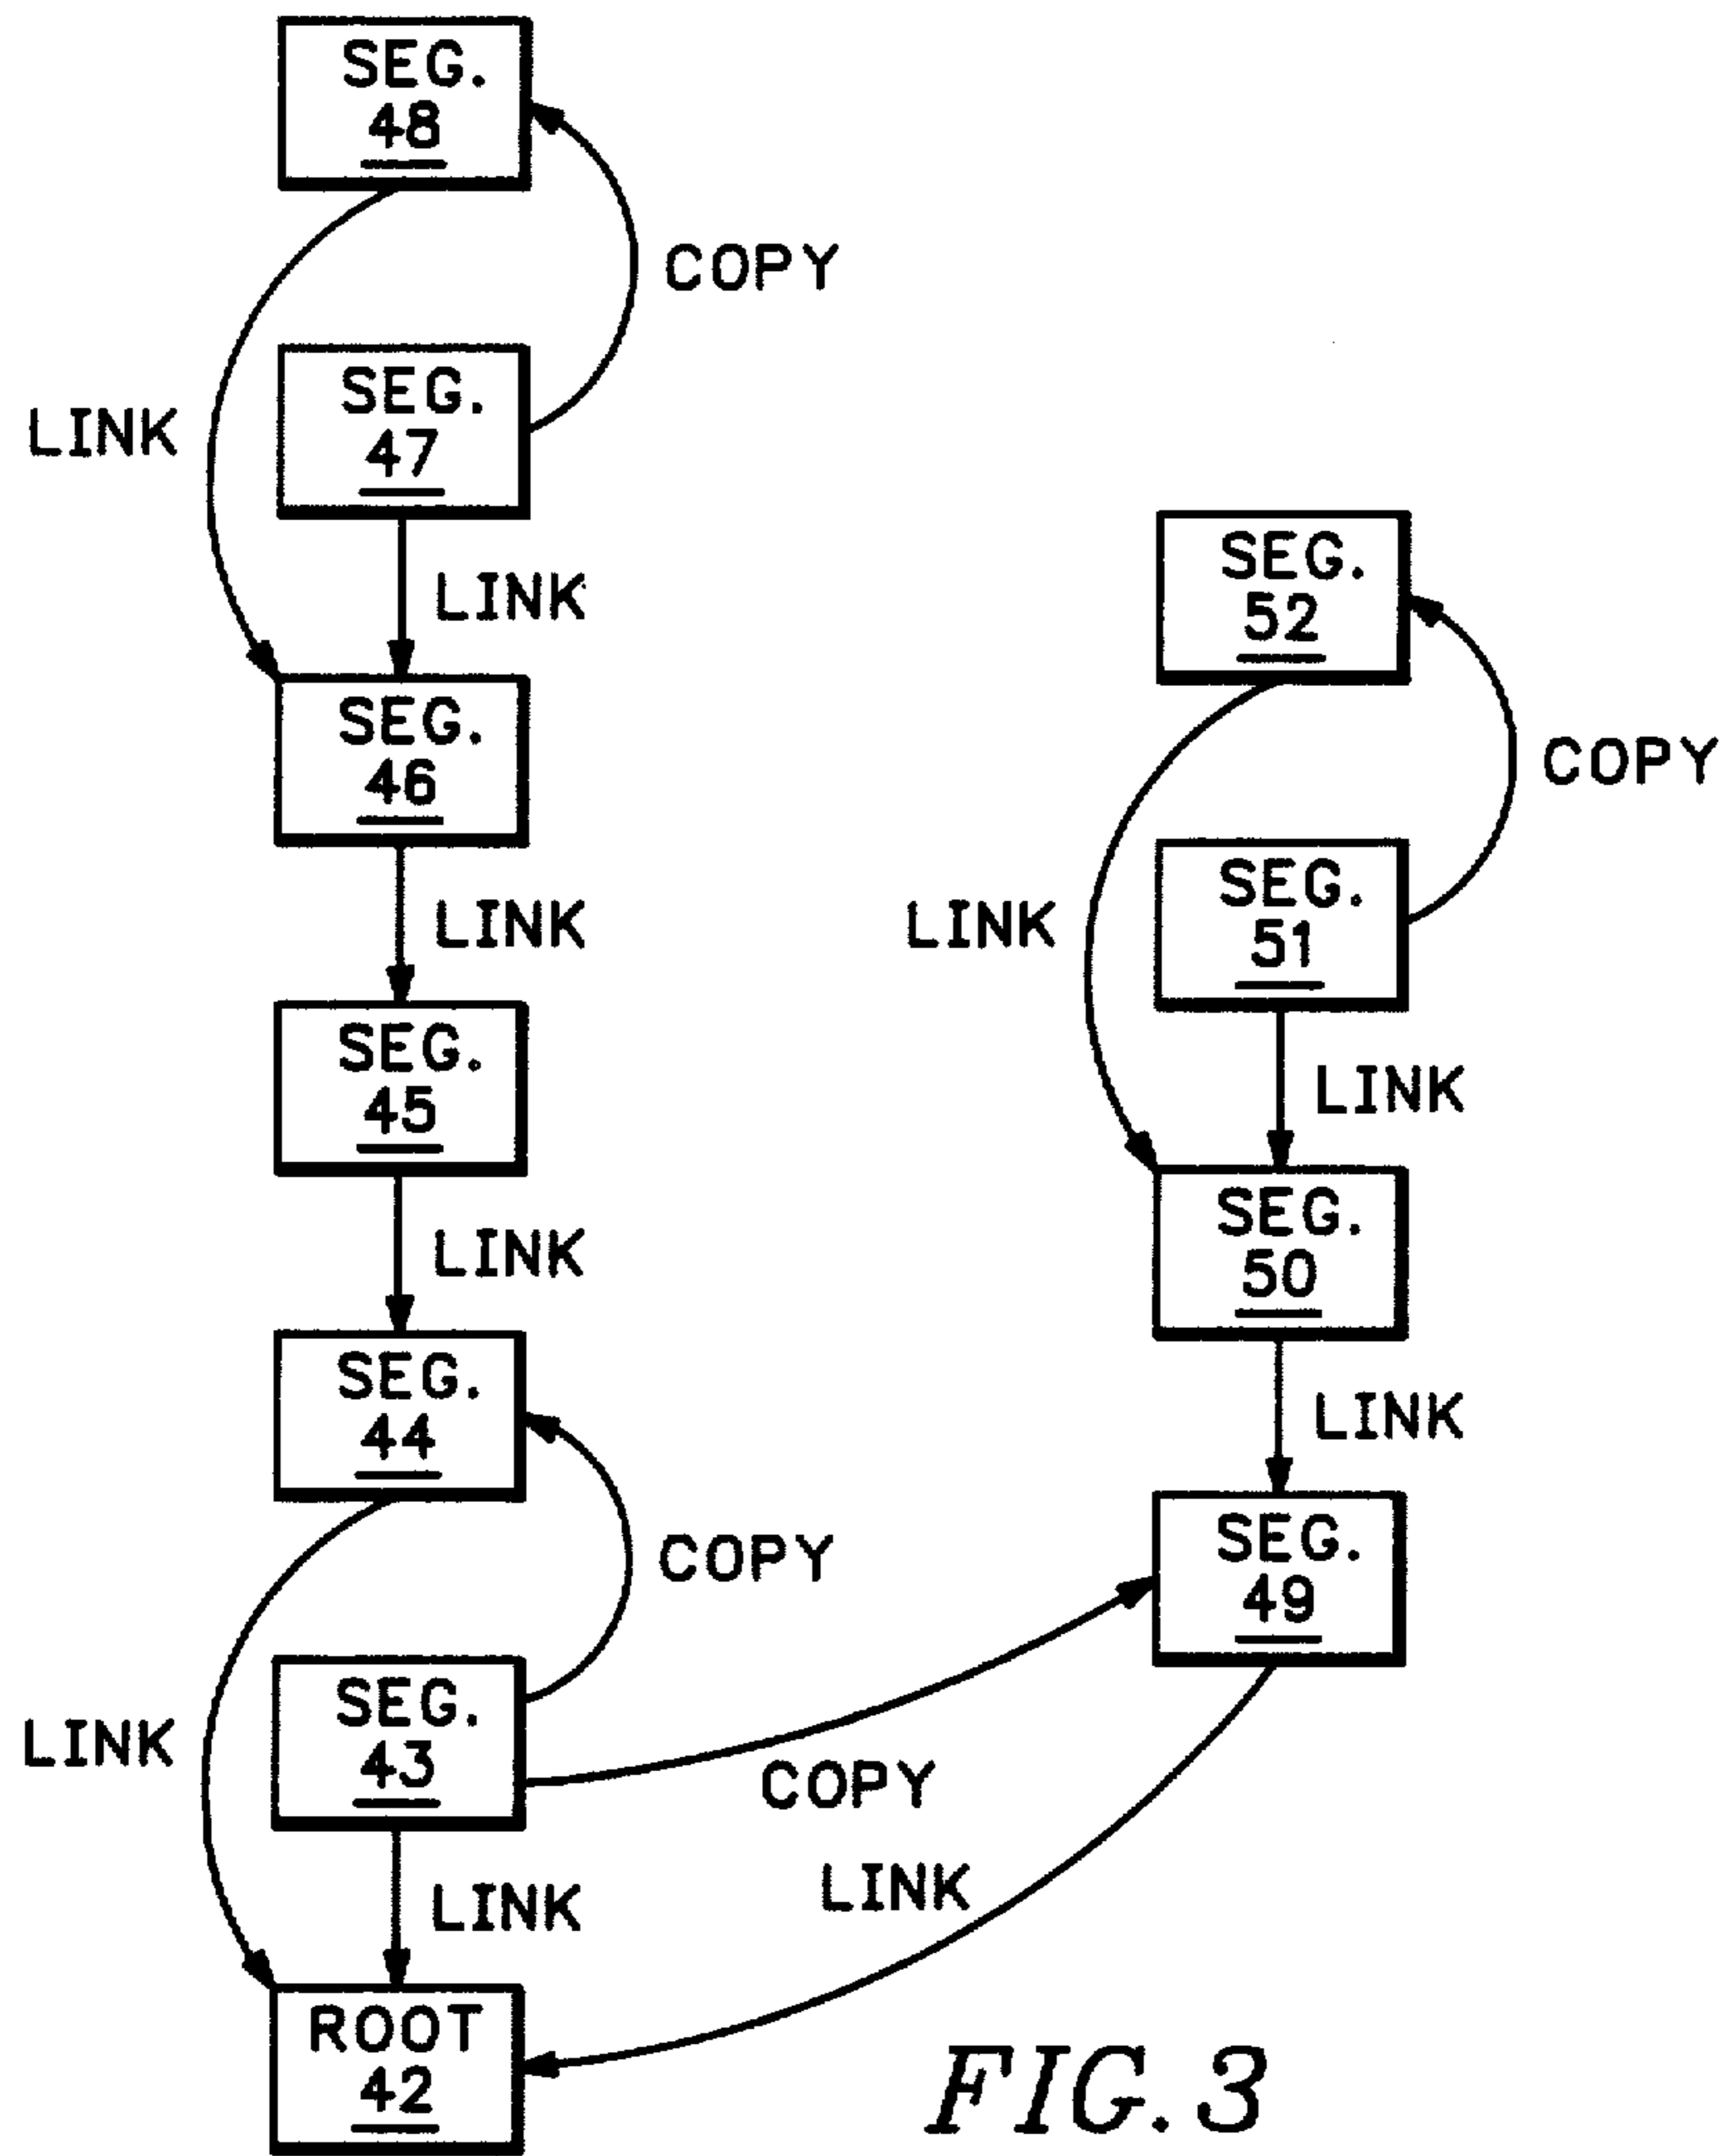 SEG.
48
COPY
SEG.
47
LINK
LINK
SEG.
46
LINK
SEG.
45
LINK
SEG.
44
COPY
SEG.
43
LINK
COPY
LINK
LINK
ROOT
42
SEG.
52
COPY
SEG.
51
LINK
LINK
SEG.
50
LINK
SEG.
49
FIG.3